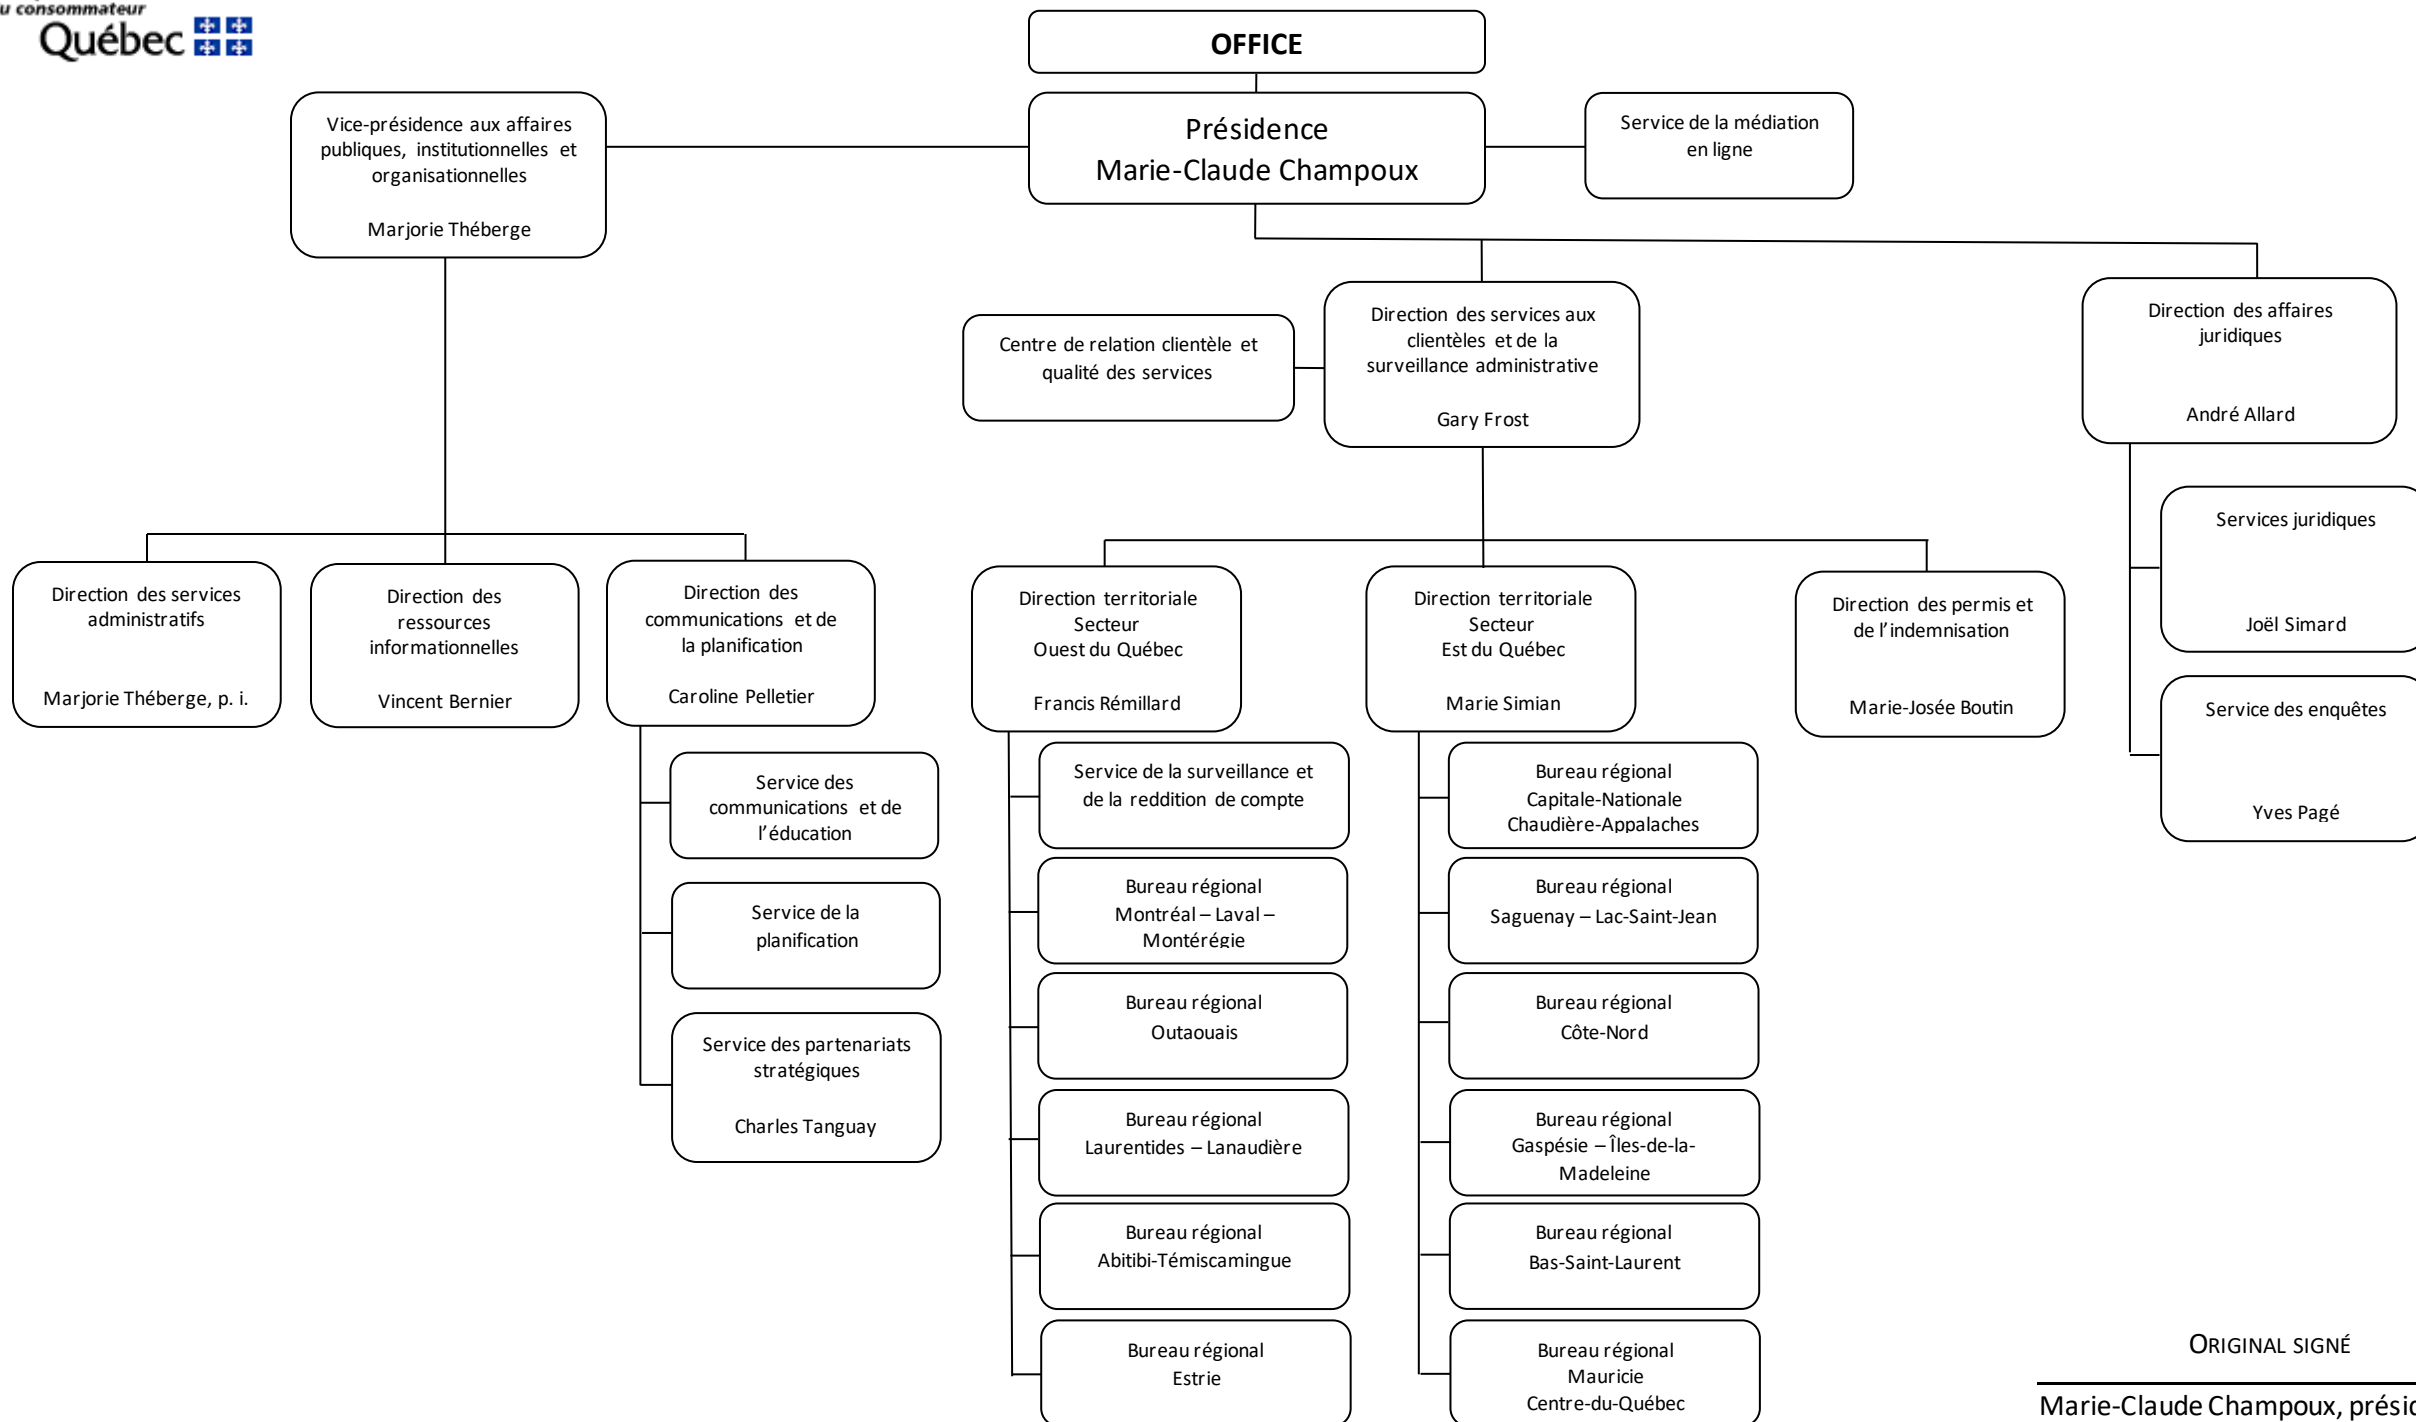 u consommateur
Québec
OFFICE
Présidence
Marie-Claude Champoux
Vice-présidence aux affaires
publiques, institutionnelles et
organisationnelles
Marjorie Théberge
Service de la médiation
en ligne
Direction des services aux
clientèles et de la
surveillance administrative
Gary Frost
Centre de relation clientèle et
qualité des services
Direction des affaires
juridiques
André Allard
Services juridiques
Joël Simard
Service des enquêtes
Yves Pagé
Direction des services
administratifs
Marjorie Théberge, p. i.
Direction des
ressources
informationnelles
Vincent Bernier
Direction des
communications et de
la planification
Caroline Pelletier
Service des
communications et de
l’éducation
Service de la
planification
Service des partenariats
stratégiques
Charles Tanguay
Direction territoriale
Secteur
Ouest du Québec
Francis Rémillard
Service de la surveillance et
de la reddition de compte
Bureau régional
Montréal – Laval –
Montérégie
Bureau régional
Outaouais
Bureau régional
Laurentides – Lanaudière
Bureau régional
Abitibi-Témiscamingue
Bureau régional
Estrie
Direction territoriale
Secteur
Est du Québec
Marie Simian
Bureau régional
Capitale-Nationale
Chaudière-Appalaches
Bureau régional
Saguenay – Lac-Saint-Jean
Bureau régional
Côte-Nord
Bureau régional
Gaspésie – Îles-de-la-
Madeleine
Bureau régional
Bas-Saint-Laurent
Bureau régional
Mauricie
Centre-du-Québec
Direction des permis et
de l’indemnisation
Marie-Josée Boutin
ORIGINAL SIGNÉ
Marie-Claude Champoux, présid